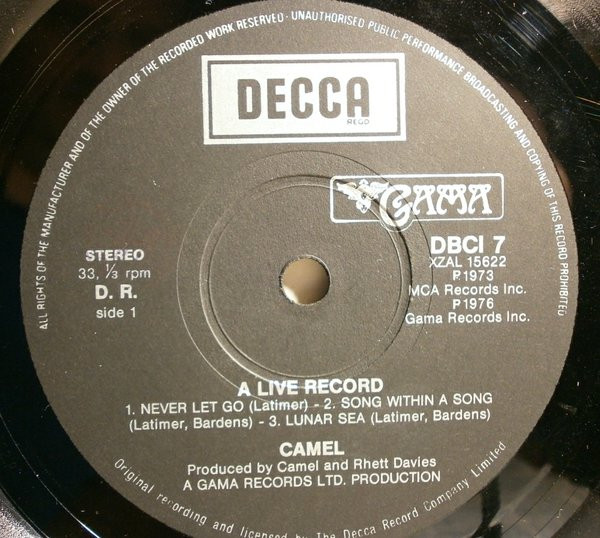 ALL RIGHTS OF THE MANUFACTURER AND OF THE OWNER OF THE RECORDED WORK RESERVED · UNAUTHORISED PUBLIC PERFORMANCE BROADCASTING AND COPYING OF THIS RECORD PROHIBITED
DECCA
REGD
GAMA
DBCI 7
XZAL 15622
P.1973
MCA Records Inc.
P1976
Gama Records Inc.
STEREO
33, ⅓ rpm
D. R.
side 1
A LIVE RECORD
1. NEVER LET GO (Latimer) - 2. SONG WITHIN A SONG
(Latimer, Bardens) - 3. LUNAR SEA (Latimer, Bardens)
CAMEL
Produced by Camel and Rhett Davies
A GAMA RECORDS LTD. PRODUCTION
Original recording and licensed by The Decca Record Company Limited